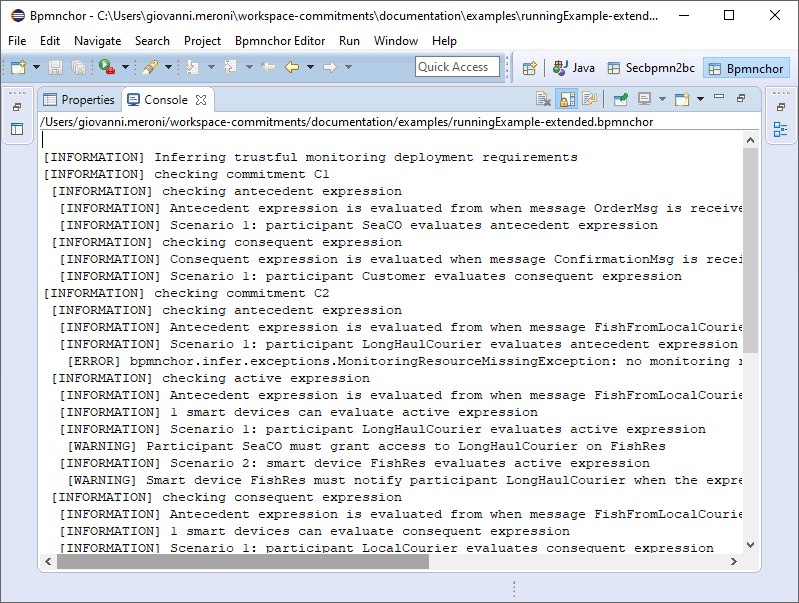 Bpmnchor - C:\Users\giovanni.meroni\workspace-commitments\documentation\examples\runningExample-extend...
File Edit Navigate Search Project Bpmnchor Editor Run Window Help
Quick Access Java Secbpmn2bc Bpmnchor
Properties Console
/Users/giovanni.meroni/workspace-commitments/documentation/examples/runningExample-extended.bpmnchor
[INFORMATION] Inferring trustful monitoring deployment requirements
[INFORMATION] checking commitment C1
[INFORMATION] checking antecedent expression
[INFORMATION] Antecedent expression is evaluated from when message OrderMsg is receive
[INFORMATION] Scenario 1: participant SeaCO evaluates antecedent expression
[INFORMATION] checking consequent expression
[INFORMATION] Consequent expression is evaluated when message ConfirmationMsg is recei
[INFORMATION] Scenario 1: participant Customer evaluates consequent expression
[INFORMATION] checking commitment C2
[INFORMATION] checking antecedent expression
[INFORMATION] Antecedent expression is evaluated from when message FishFromLocalCourie
[INFORMATION] Scenario 1: participant LongHaulCourier evaluates antecedent expression
[ERROR] bpmnchor.infer.exceptions.MonitoringResourceMissingException: no monitoring r
[INFORMATION] checking active expression
[INFORMATION] Antecedent expression is evaluated from when message FishFromLocalCourie
[INFORMATION] 1 smart devices can evaluate active expression
[INFORMATION] Scenario 1: participant LongHaulCourier evaluates active expression
[WARNING] Participant SeaCO must grant access to LongHaulCourier on FishRes
[INFORMATION] Scenario 2: smart device FishRes evaluates active expression
[WARNING] Smart device FishRes must notify participant LongHaulCourier when the expre
[INFORMATION] checking consequent expression
[INFORMATION] Antecedent expression is evaluated from when message FishFromLocalCourie
[INFORMATION] 1 smart devices can evaluate consequent expression
[INFORMATION] Scenario 1: participant LocalCourier evaluates consequent expression